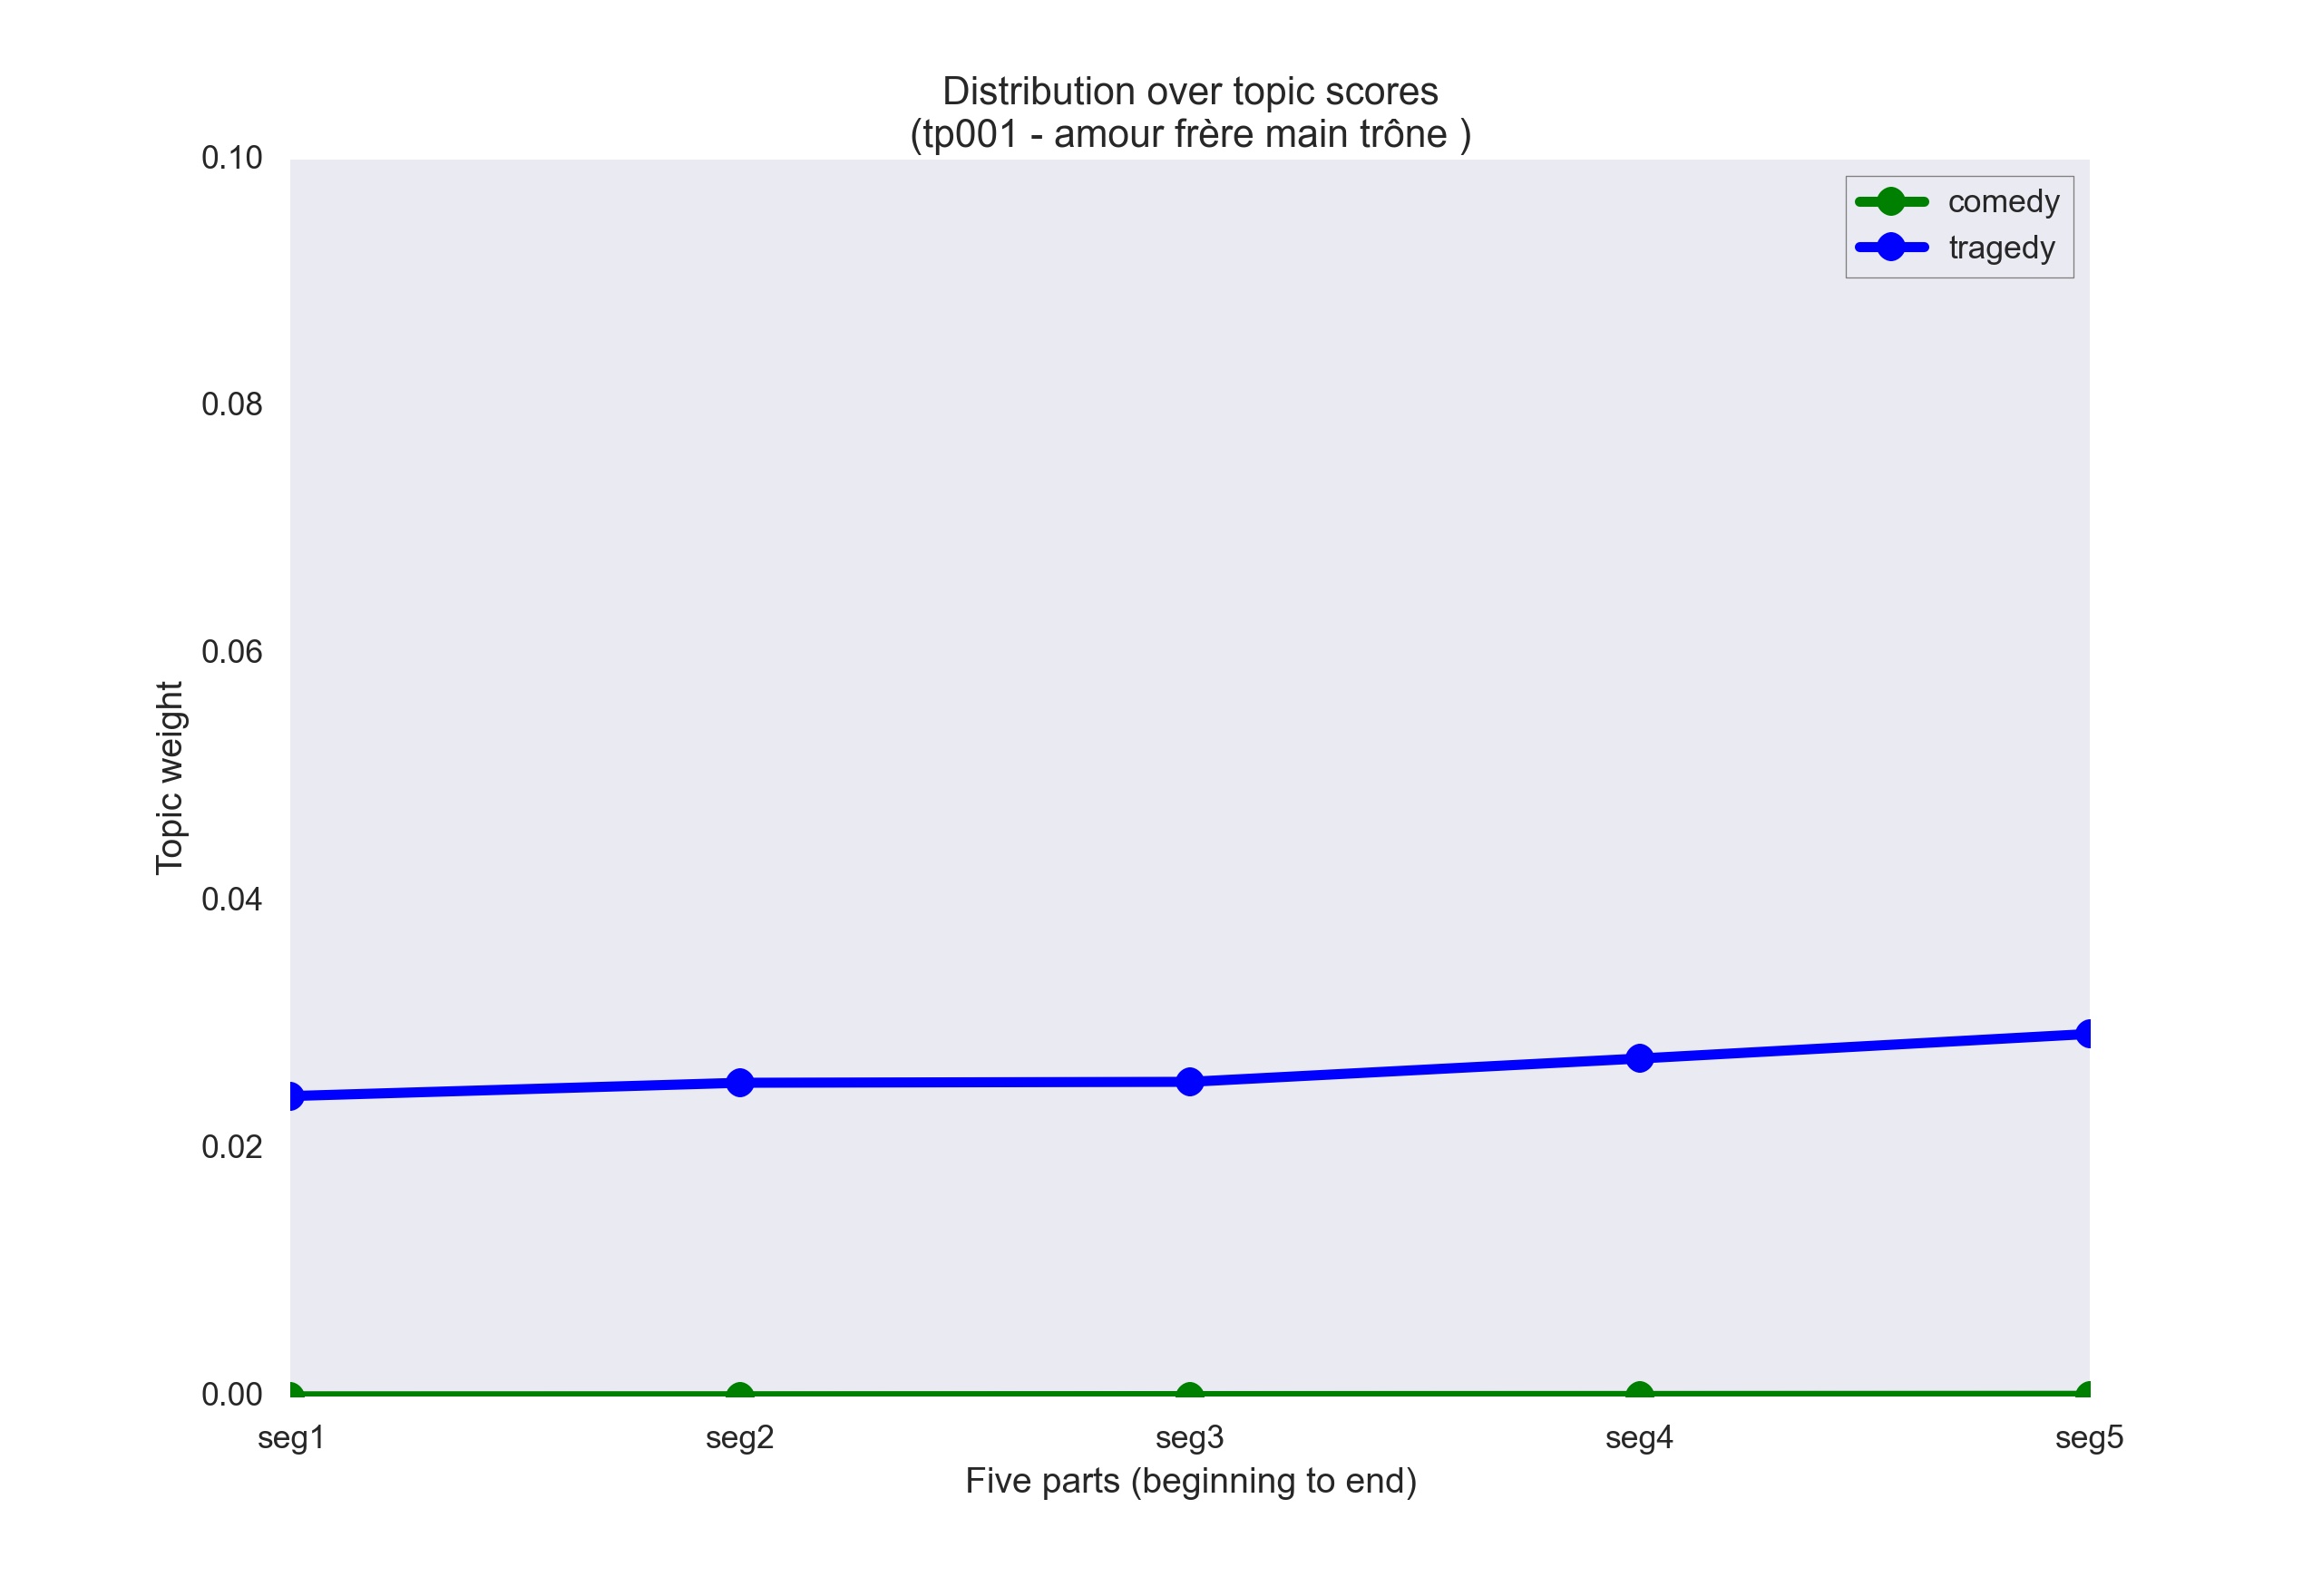 Distribution over topic scores
(tp001 - amour frère main trône )
0.10
comedy
tragedy
0.08
0.06
Topic weight
0.04
0.02
0.00
seg1 seg2 seg3 seg4 seg5
Five parts (beginning to end)